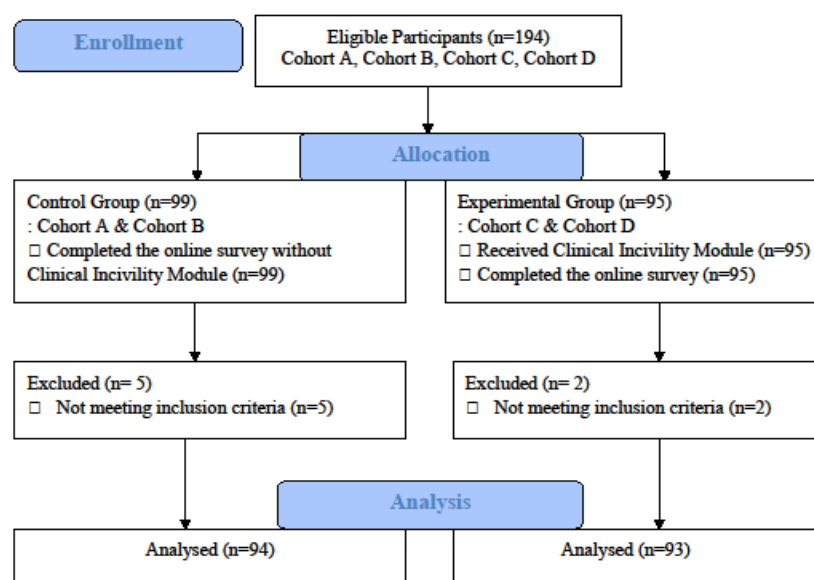 Enrollment
Eligible Participants (n=194)
Cohort A, Cohort B, Cohort C, Cohort D
Allocation
Control Group (n=99)
: Cohort A & Cohort B
□ Completed the online survey without
Clinical Incivility Module (n=99)
Experimental Group (n=95)
: Cohort C & Cohort D
□ Received Clinical Incivility Module (n=95)
□ Completed the online survey (n=95)
Excluded (n= 5)
□ Not meeting inclusion criteria (n=5)
Excluded (n= 2)
□ Not meeting inclusion criteria (n=2)
Analysis
Analysed (n=94)
Analysed (n=93)